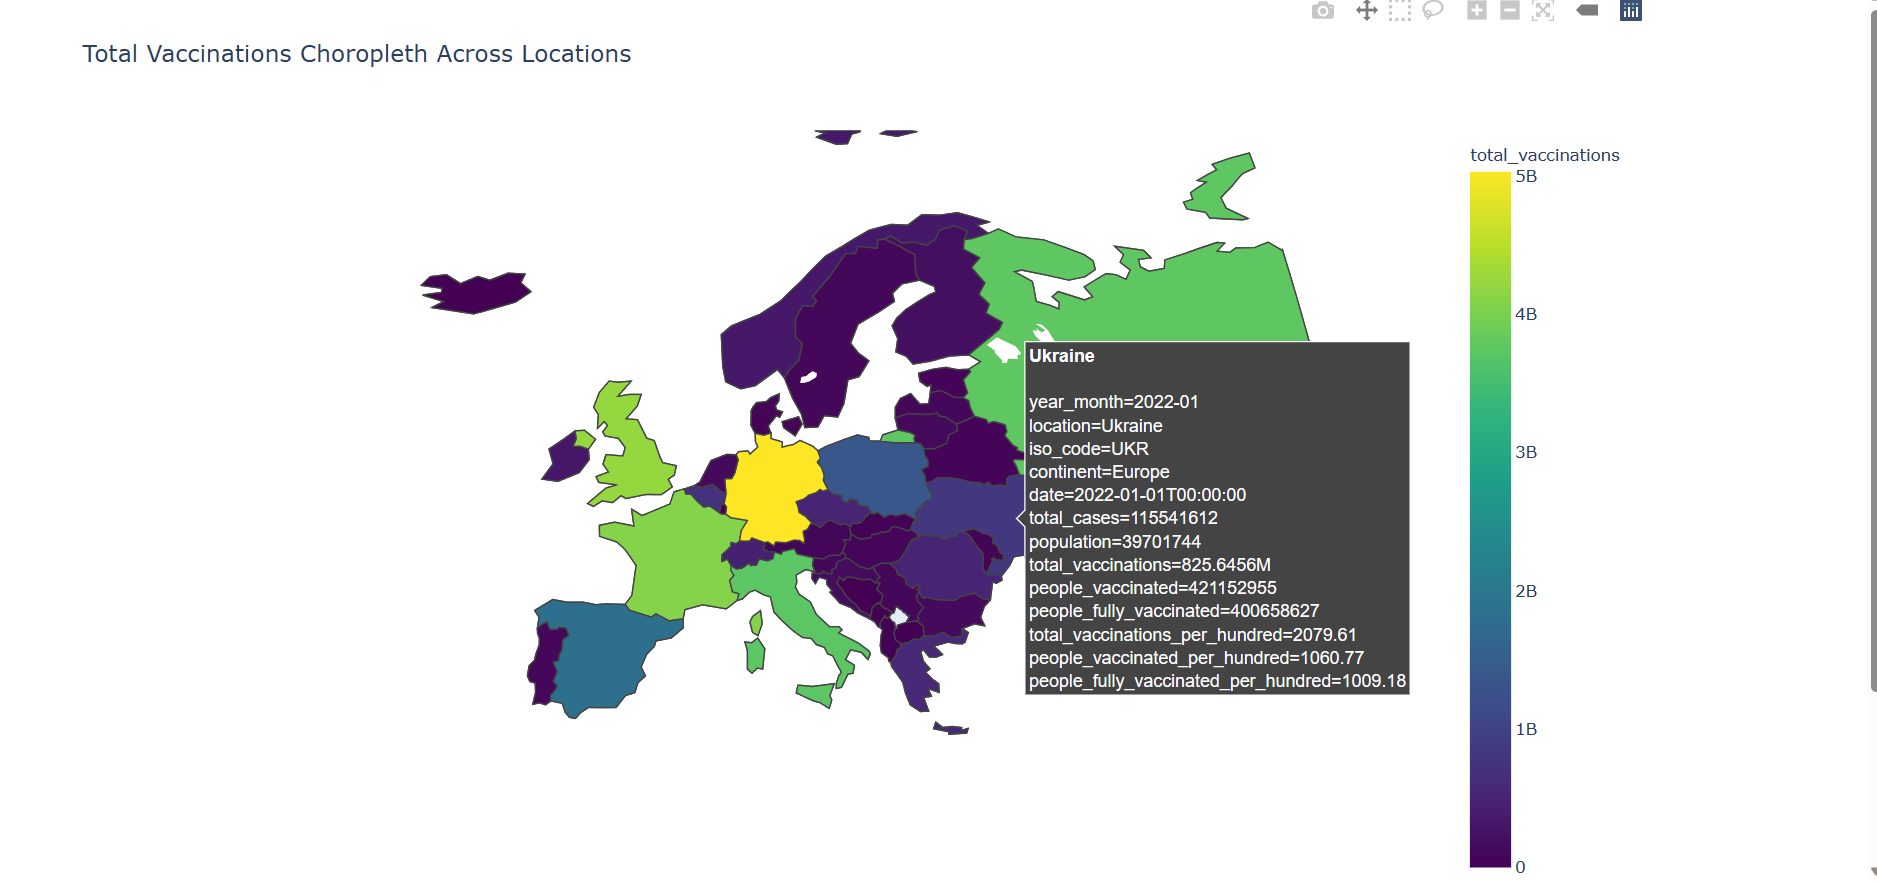 Total Vaccinations Choropleth Across Locations
total_vaccinations
5B
4B
3B
2B
1B
0
Ukraine
year_month=2022-01
location=Ukraine
iso_code=UKR
continent=Europe
date=2022-01-01T00:00:00
total_cases=115541612
population=39701744
total_vaccinations=825.6456M
people_vaccinated=421152955
people_fully_vaccinated=400658627
total_vaccinations_per_hundred=2079.61
people_vaccinated_per_hundred=1060.77
people_fully_vaccinated_per_hundred=1009.18